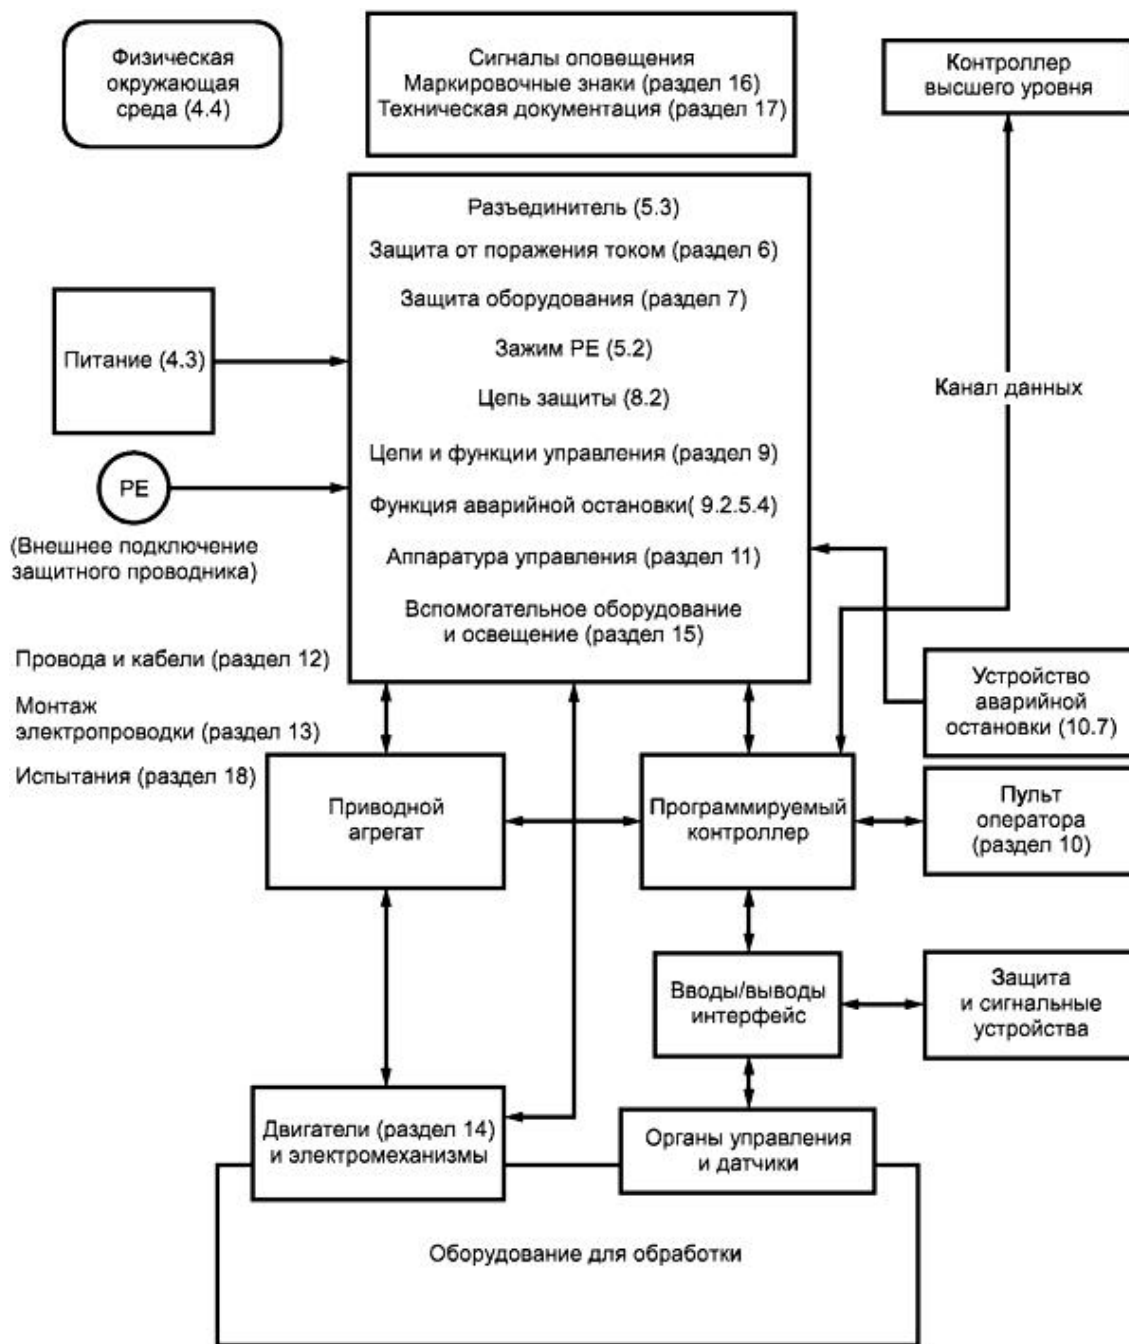 Физическая
окружающая
среда (4.4)
Сигналы оповещения
Маркировочные знаки (раздел 16)
Техническая документация (раздел 17)
Контроллер
высшего уровня
Разъединитель (5.3)
Защита от поражения током (раздел 6)
Защита оборудования (раздел 7)
Зажим PE (5.2)
Цепь защиты (8.2)
Цепи и функции управления (раздел 9)
Функция аварийной остановки( 9.2.5.4)
Аппаратура управления (раздел 11)
Вспомогательное оборудование
и освещение (раздел 15)
Питание (4.3)
PE
(Внешнее подключение
защитного проводника)
Канал данных
Провода и кабели (раздел 12)
Монтаж
электропроводки (раздел 13)
Испытания (раздел 18)
Устройство
аварийной
остановки (10.7)
Приводной
агрегат
Программируемый
контроллер
Пульт
оператора
(раздел 10)
Вводы/выводы
интерфейс
Защита
и сигнальные
устройства
Двигатели (раздел 14)
и электромеханизмы
Органы управления
и датчики
Оборудование для обработки